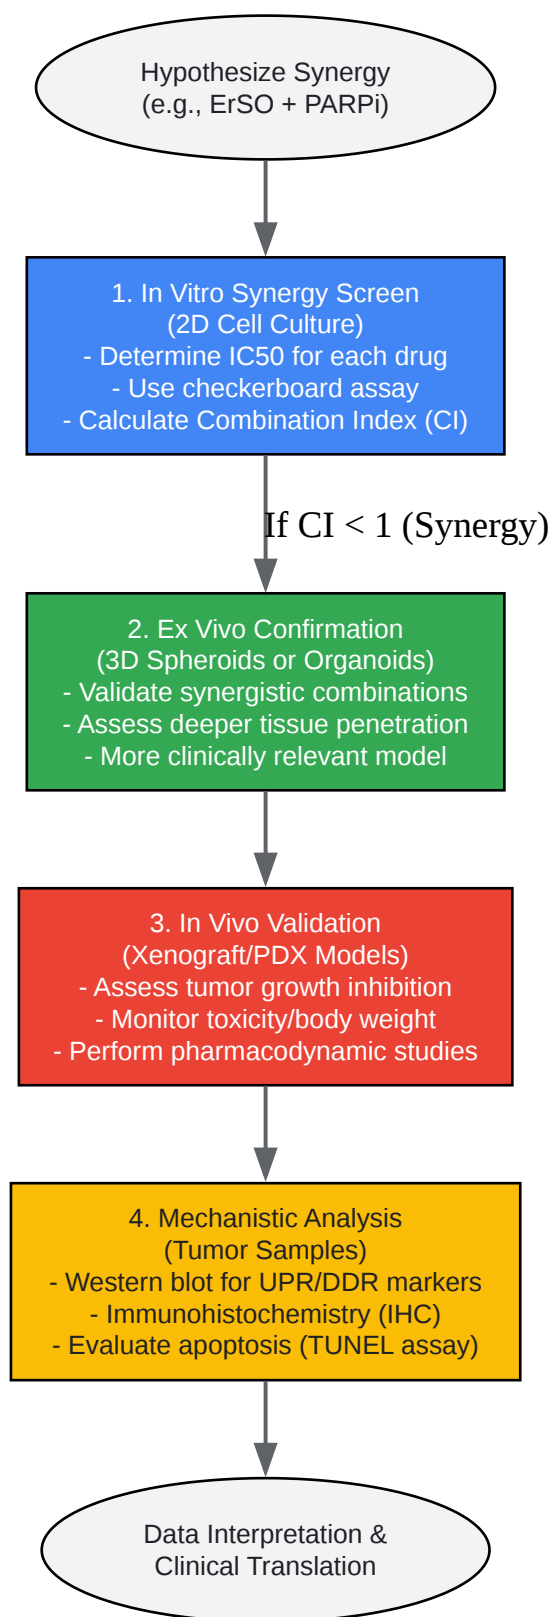 Hypothesize Synergy
(e.g., ErSO + PARPi)
1. In Vitro Synergy Screen
(2D Cell Culture)
- Determine IC50 for each drug
- Use checkerboard assay
- Calculate Combination Index (CI)
If CI < 1 (Synergy)
2. Ex Vivo Confirmation
(3D Spheroids or Organoids)
- Validate synergistic combinations
- Assess deeper tissue penetration
- More clinically relevant model
3. In Vivo Validation
(Xenograft/PDX Models)
- Assess tumor growth inhibition
- Monitor toxicity/body weight
- Perform pharmacodynamic studies
4. Mechanistic Analysis
(Tumor Samples)
- Western blot for UPR/DDR markers
- Immunohistochemistry (IHC)
- Evaluate apoptosis (TUNEL assay)
Data Interpretation &
Clinical Translation